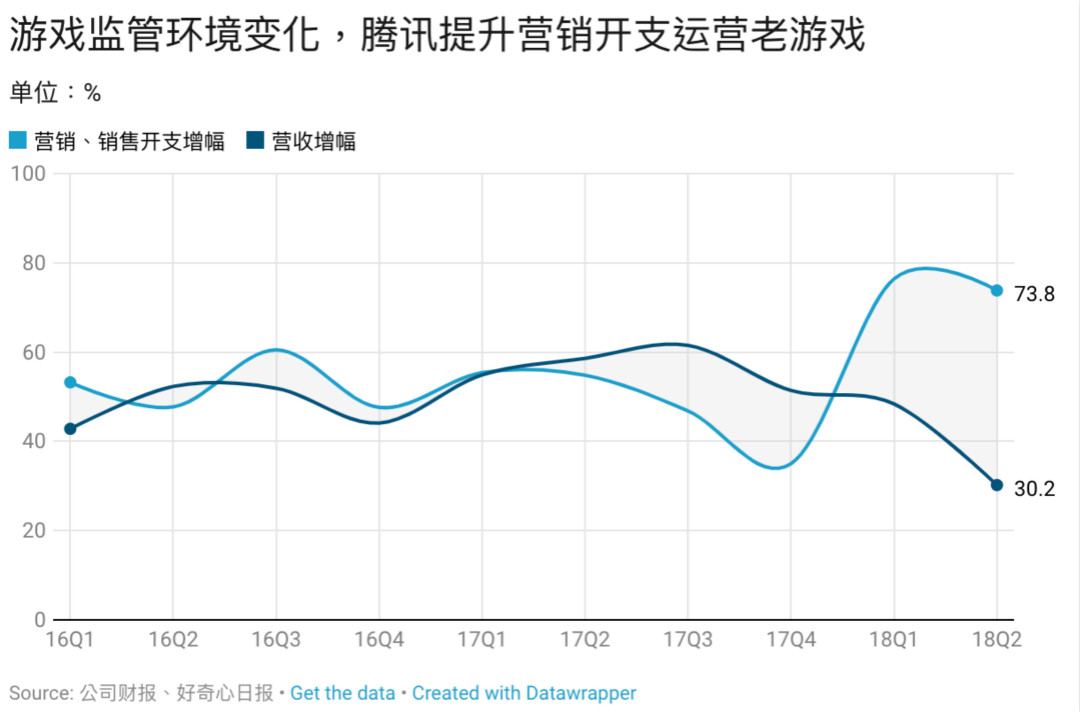 游戏监管环境变化，腾讯提升营销开支运营老游戏
单位：%
营销、销售开支增幅 营收增幅
100
80
73.8
60
40
30.2
20
0
16Q1 16Q2 16Q3 16Q4 17Q1 17Q2 17Q3 17Q4 18Q1 18Q2
Source: 公司财报、好奇心日报 • Get the data • Created with Datawrapper